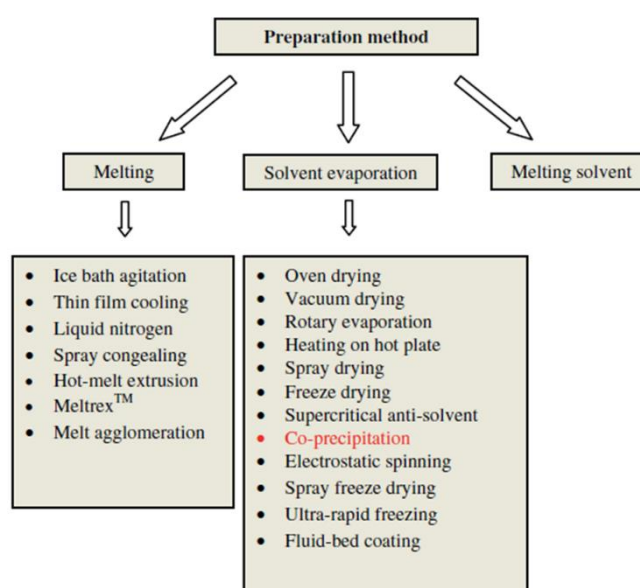 Preparation method
Melting
Solvent evaporation
Melting solvent
• Ice bath agitation
• Thin film cooling
• Liquid nitrogen
• Spray congealing
• Hot-melt extrusion
• Meltrex™
• Melt agglomeration
• Oven drying
• Vacuum drying
• Rotary evaporation
• Heating on hot plate
• Spray drying
• Freeze drying
• Supercritical anti-solvent
• Co-precipitation
• Electrostatic spinning
• Spray freeze drying
• Ultra-rapid freezing
• Fluid-bed coating